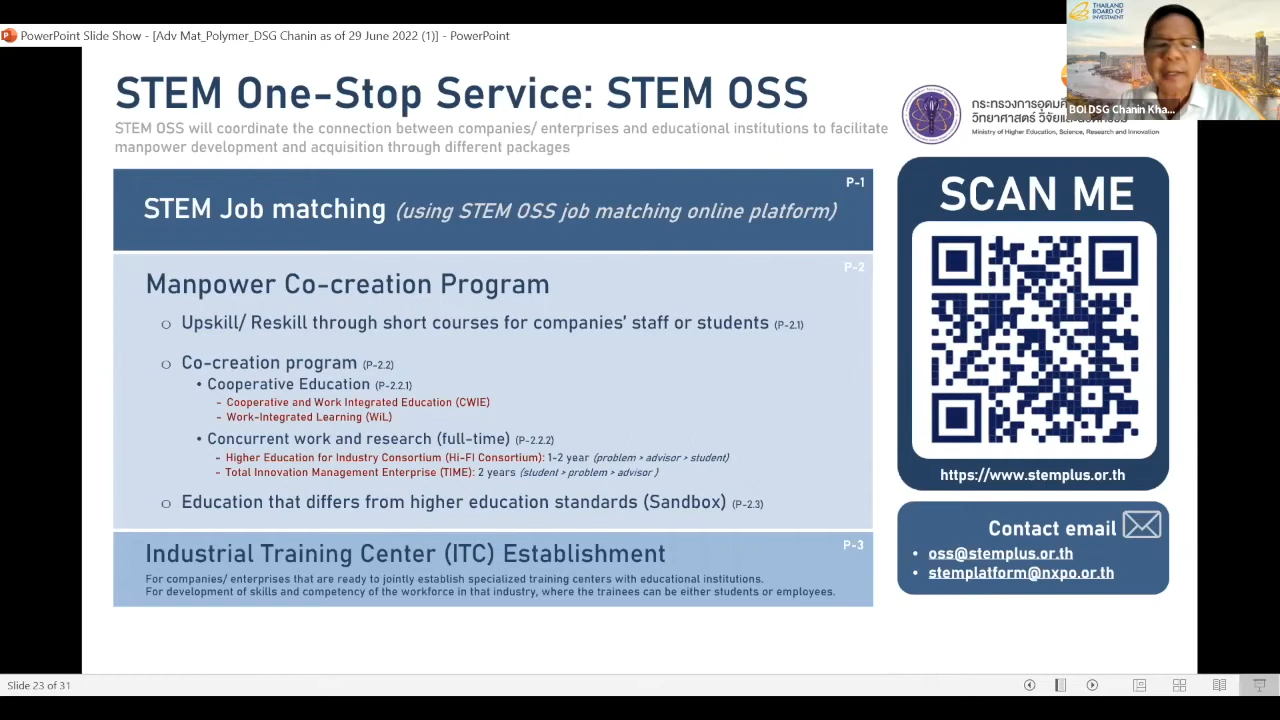 PowerPoint Slide Show - [Adv Mat_Polymer_DSG Chanin as of 29 June 2022 (1)] - PowerPoint
THAILAND
BOARD OF
INVESTMENT
BOI DSG Chanin Kha...
STEM One-Stop Service: STEM OSS
STEM OSS will coordinate the connection between companies/ enterprises and educational institutions to facilitate
manpower development and acquisition through different packages
กระทรวงการอุดมศึ
วิทยาศาสตร์ วิจัยและนวัตกรรม
Ministry of Higher Education, Science, Research and Innovation
P-1
STEM Job matching (using STEM OSS job matching online platform)
P-2
Manpower Co-creation Program
o Upskill/ Reskill through short courses for companies' staff or students (P-2.1)
o Co-creation program (P-2.2)
• Cooperative Education (P-2.2.1)
- Cooperative and Work Integrated Education (CWIE)
- Work-Integrated Learning (WiL)
• Concurrent work and research (full-time) (P-2.2.2)
- Higher Education for Industry Consortium (Hi-FI Consortium): 1-2 year (problem > advisor > student)
- Total Innovation Management Enterprise (TIME): 2 years (student > problem > advisor )
o Education that differs from higher education standards (Sandbox) (P-2.3)
P-3
Industrial Training Center (ITC) Establishment
For companies/ enterprises that are ready to jointly establish specialized training centers with educational institutions.
For development of skills and competency of the workforce in that industry, where the trainees can be either students or employees.
SCAN ME
https://www.stemplus.or.th
Contact email
• oss@stemplus.or.th
• stemplatform@nxpo.or.th
Slide 23 of 31